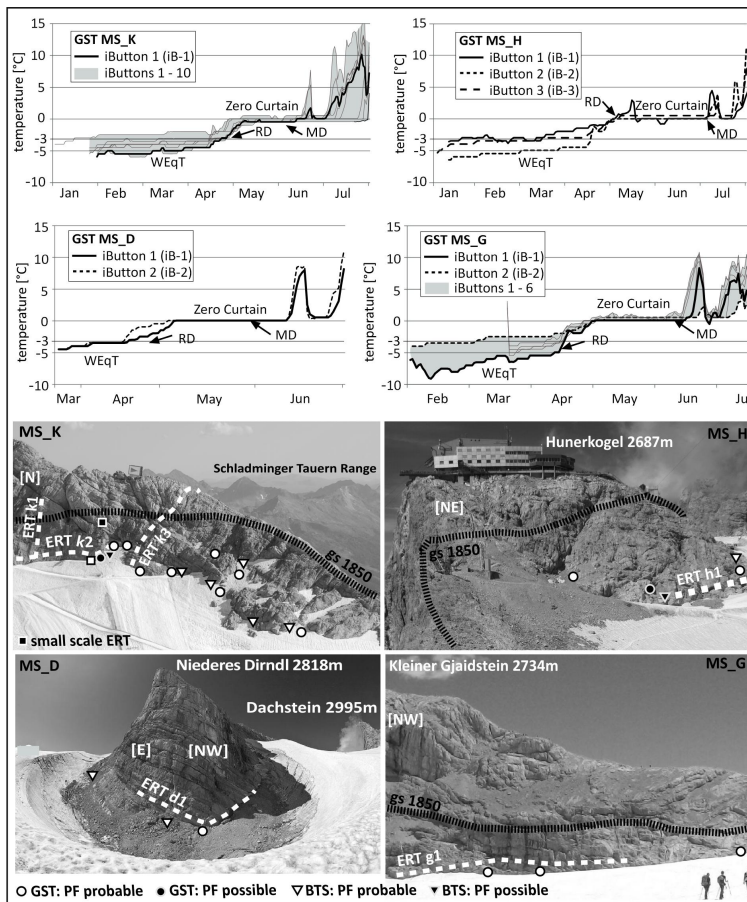 GST MS_K
iButton 1 (iB-1)
iButtons 1 - 10
temperature [°C]
15
10
5
0
-3
-5
-10
Zero Curtain
RD
MD
WEqT
Jan Feb Mar Apr May Jun Jul
GST MS_H
iButton 1 (iB-1)
iButton 2 (iB-2)
iButton 3 (iB-3)
temperature [°C]
15
10
5
0
-3
-5
-10
RD
Zero Curtain
MD
WEqT
Jan Feb Mar Apr May Jun Jul
GST MS_D
iButton 1 (iB-1)
iButton 2 (iB-2)
temperature [°C]
15
10
5
0
-3
-5
-10
Zero Curtain
RD
MD
WEqT
Mar Apr May Jun
GST MS_G
iButton 1 (iB-1)
iButton 2 (iB-2)
iButtons 1 - 6
temperature [°C]
15
10
5
0
-3
-5
-10
Zero Curtain
RD
MD
WEqT
Feb Mar Apr May Jun Ju
MS_K
Schladminger Tauern Range
[N]
ERT k1
ERT k2
ERT k3
gs 1850
small scale ERT
Hunerkogel 2687m
MS_H
[NE]
gs 1850
ERT h1
MS_D
Niederes Dirndl 2818m
Dachstein 2995m
[E]
[NW]
ERT d1
Kleiner Gjaidstein 2734m
MS_G
[NW]
gs 1850
ERT g1
GST: PF probable GST: PF possible BTS: PF probable BTS: PF possible